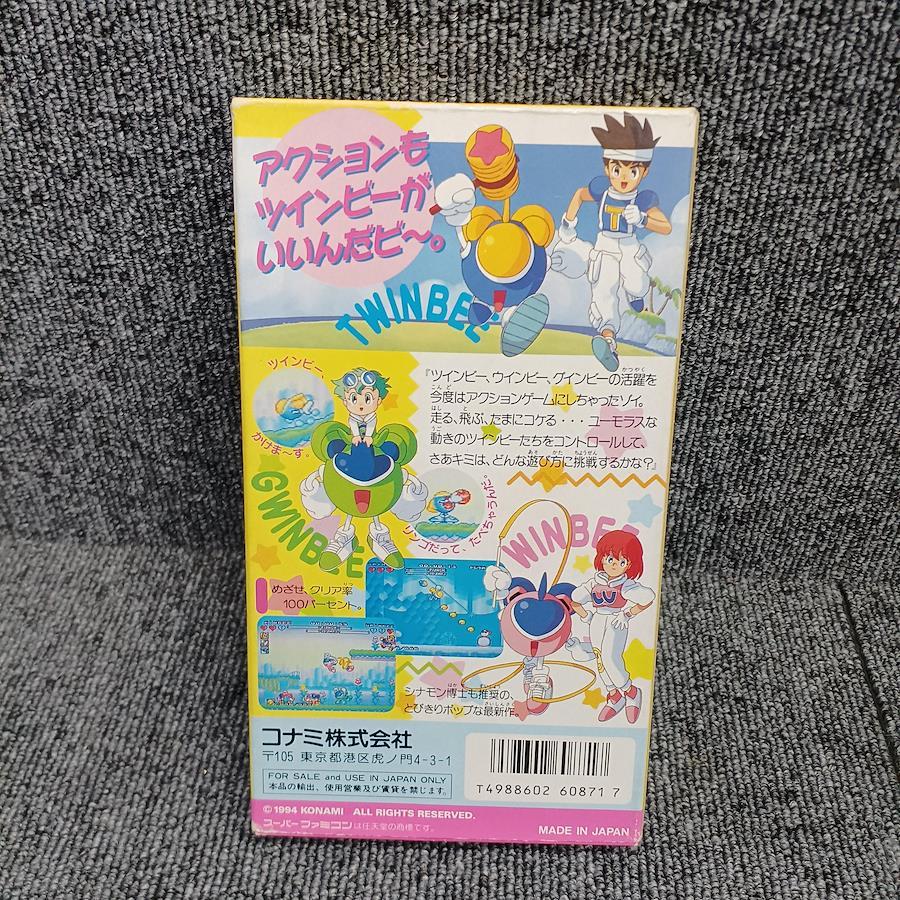 アクションも
ツインビーが
いいんだビ～。
T
TWINBEE
ツインビー、
かけま～す。
『ツインビー、ウインビー、グインビーの活躍を
今度はアクションゲームにしちゃったゾイ。
走る、飛ぶ、たまにコケる・・・ユーモラスな
動きのツインビーたちをコントロールして、
さあキミは、どんな遊び方に挑戦するかな?』
GWINBEE
リンゴだって、たべちゃうんだ。
WINBEE
めざせ、クリア率
100パーセント。
シナモン博士も推奨の、
とびきりポップな最新作。
コナミ株式会社
〒105 東京都港区虎ノ門4-3-1
FOR SALE and USE IN JAPAN ONLY
本品の輸出、使用営業及び賃貸を禁じます。
T4988602 60871 7
©1994 KONAMI ALL RIGHTS RESERVED.
スーパーファミコンは任天堂の商標です。
MADE IN JAPAN